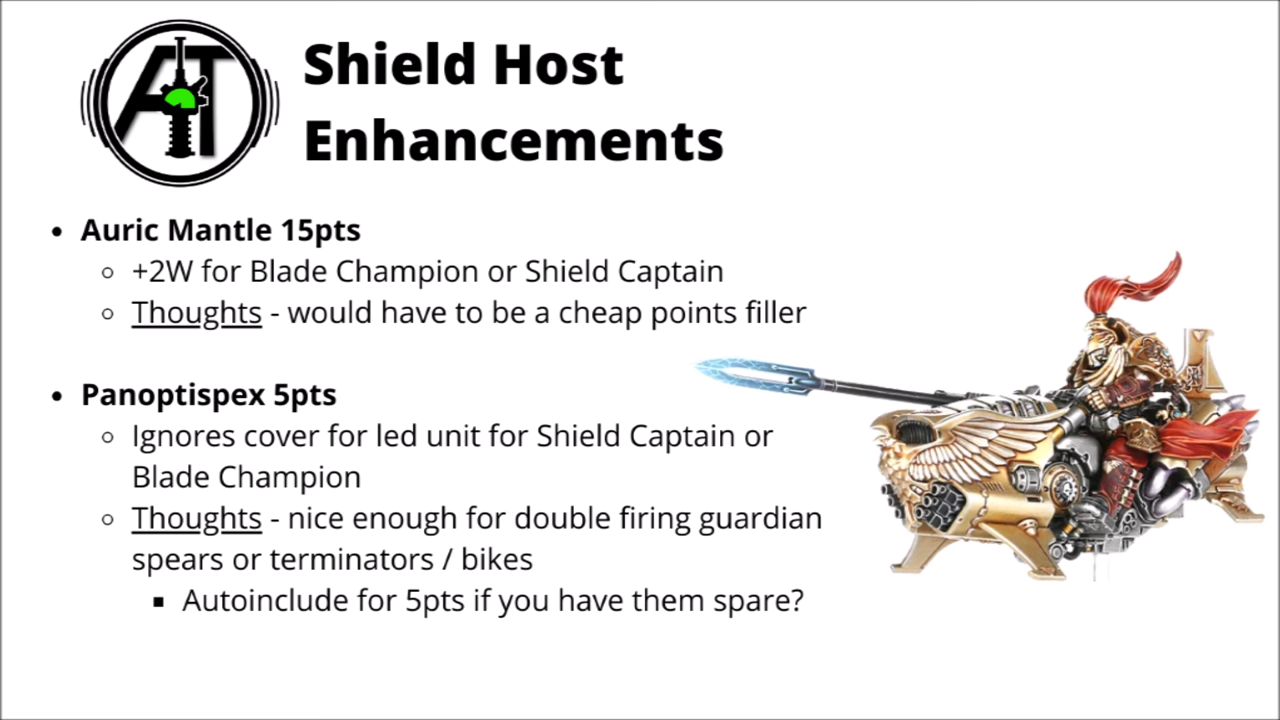 AT
Shield Host
Enhancements
• Auric Mantle 15pts
○ +2W for Blade Champion or Shield Captain
○ Thoughts - would have to be a cheap points filler
• Panoptispex 5pts
○ Ignores cover for led unit for Shield Captain or
Blade Champion
○ Thoughts - nice enough for double firing guardian
spears or terminators / bikes
▪ Autoinclude for 5pts if you have them spare?